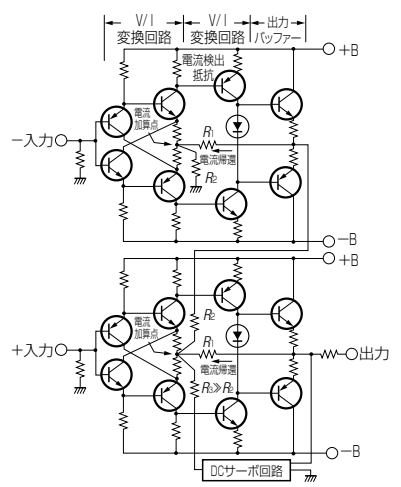 V/I
変換回路
V/I
変換回路
出力
バッファー
+B
電流検出
抵抗
電流
加算点
R₁
電流帰還
R₂
−入力
−B
+B
電流
加算点
R₂
R₁
電流帰還
R₃≫R₂
+入力
出力
−B
DCサーボ回路